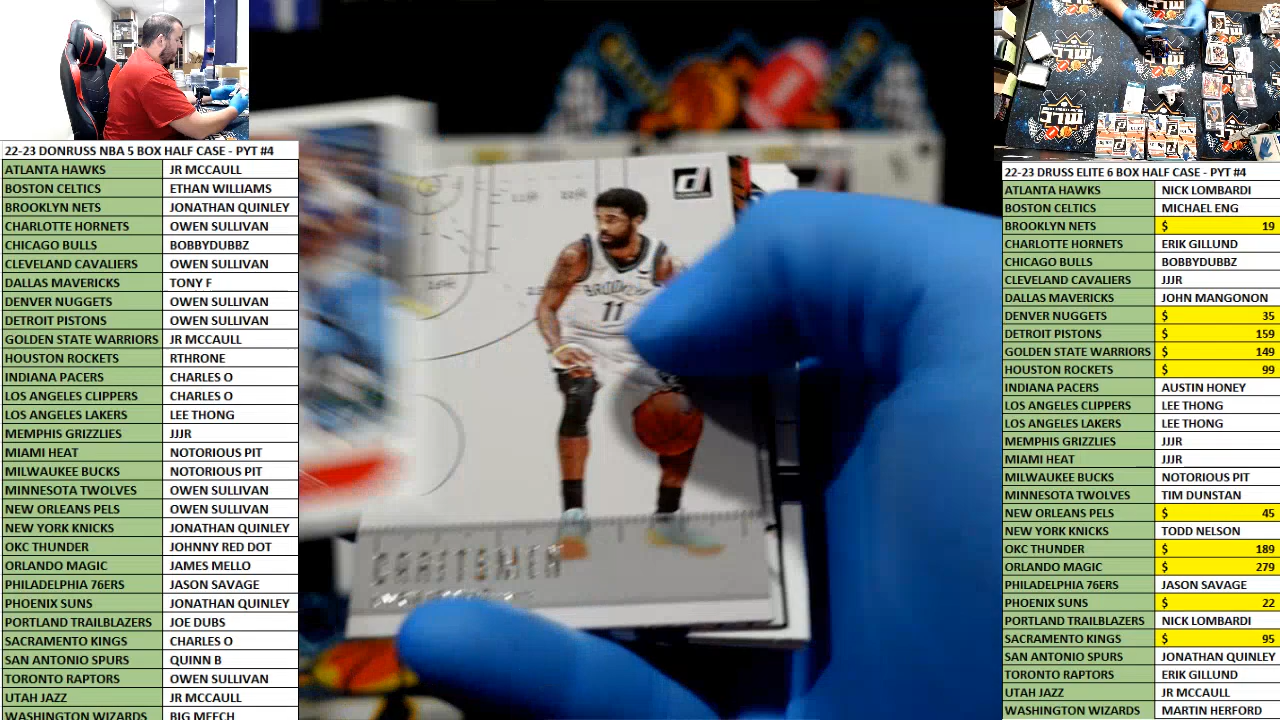 22-23 DONRUSS NBA 5 BOX HALF CASE - PYT #4
ATLANTA HAWKS JR MCCAULL
BOSTON CELTICS ETHAN WILLIAMS
BROOKLYN NETS JONATHAN QUINLEY
CHARLOTTE HORNETS OWEN SULLIVAN
CHICAGO BULLS BOBBYDUBBZ
CLEVELAND CAVALIERS OWEN SULLIVAN
DALLAS MAVERICKS TONY F
DENVER NUGGETS OWEN SULLIVAN
DETROIT PISTONS OWEN SULLIVAN
GOLDEN STATE WARRIORS JR MCCAULL
HOUSTON ROCKETS RTHRONE
INDIANA PACERS CHARLES O
LOS ANGELES CLIPPERS CHARLES O
LOS ANGELES LAKERS LEE THONG
MEMPHIS GRIZZLIES JJJR
MIAMI HEAT NOTORIOUS PIT
MILWAUKEE BUCKS NOTORIOUS PIT
MINNESOTA TWOLVES OWEN SULLIVAN
NEW ORLEANS PELS OWEN SULLIVAN
NEW YORK KNICKS JONATHAN QUINLEY
OKC THUNDER JOHNNY RED DOT
ORLANDO MAGIC JAMES MELLO
PHILADELPHIA 76ERS JASON SAVAGE
PHOENIX SUNS JONATHAN QUINLEY
PORTLAND TRAILBLAZERS JOE DUBS
SACRAMENTO KINGS CHARLES O
SAN ANTONIO SPURS QUINN B
TORONTO RAPTORS OWEN SULLIVAN
UTAH JAZZ JR MCCAULL
WASHINGTON WIZARDS BIG MEECH
d
BROOKLYN
11
CRAFTSMEN
22-23 DRUSS ELITE 6 BOX HALF CASE - PYT #4
ATLANTA HAWKS NICK LOMBARDI
BOSTON CELTICS MICHAEL ENG
BROOKLYN NETS $ 19
CHARLOTTE HORNETS ERIK GILLUND
CHICAGO BULLS BOBBYDUBBZ
CLEVELAND CAVALIERS JJJR
DALLAS MAVERICKS JOHN MANGONON
DENVER NUGGETS $ 35
DETROIT PISTONS $ 159
GOLDEN STATE WARRIORS $ 149
HOUSTON ROCKETS $ 99
INDIANA PACERS AUSTIN HONEY
LOS ANGELES CLIPPERS LEE THONG
LOS ANGELES LAKERS LEE THONG
MEMPHIS GRIZZLIES JJJR
MIAMI HEAT JJJR
MILWAUKEE BUCKS NOTORIOUS PIT
MINNESOTA TWOLVES TIM DUNSTAN
NEW ORLEANS PELS $ 45
NEW YORK KNICKS TODD NELSON
OKC THUNDER $ 189
ORLANDO MAGIC $ 279
PHILADELPHIA 76ERS JASON SAVAGE
PHOENIX SUNS $ 22
PORTLAND TRAILBLAZERS NICK LOMBARDI
SACRAMENTO KINGS $ 95
SAN ANTONIO SPURS JONATHAN QUINLEY
TORONTO RAPTORS ERIK GILLUND
UTAH JAZZ JR MCCAULL
WASHINGTON WIZARDS MARTIN HERFORD